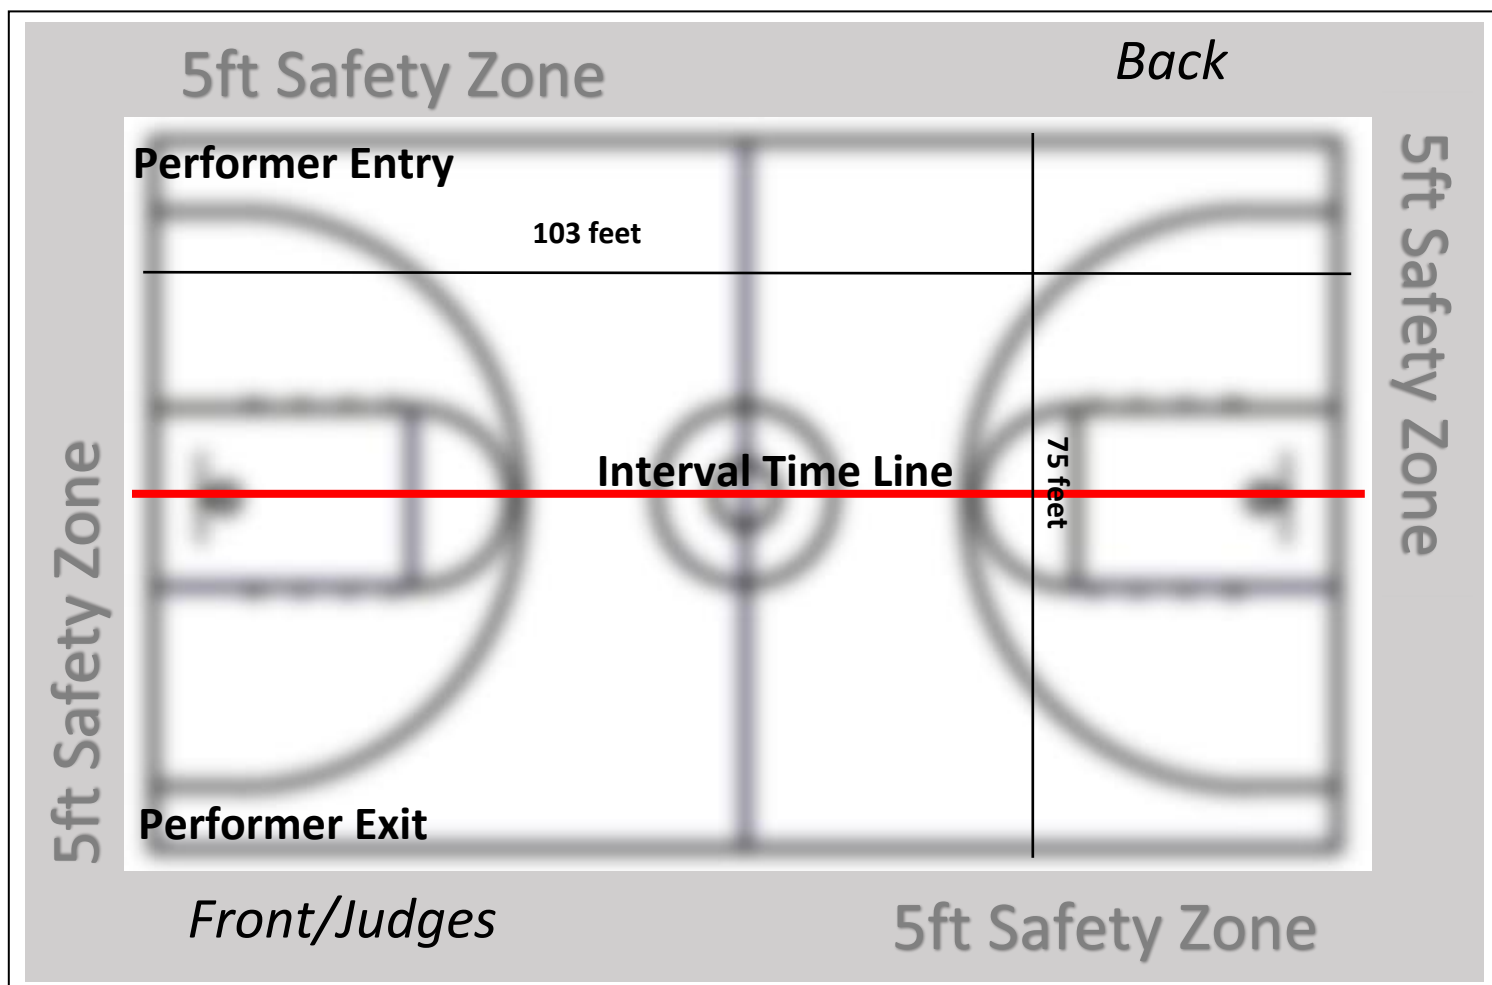 5ft Safety Zone
Back
Performer Entry
5ft Safety Zone
103 feet
Interval Time Line
75 feet
5ft Safety Zone
Performer Exit
Front/Judges
5ft Safety Zone